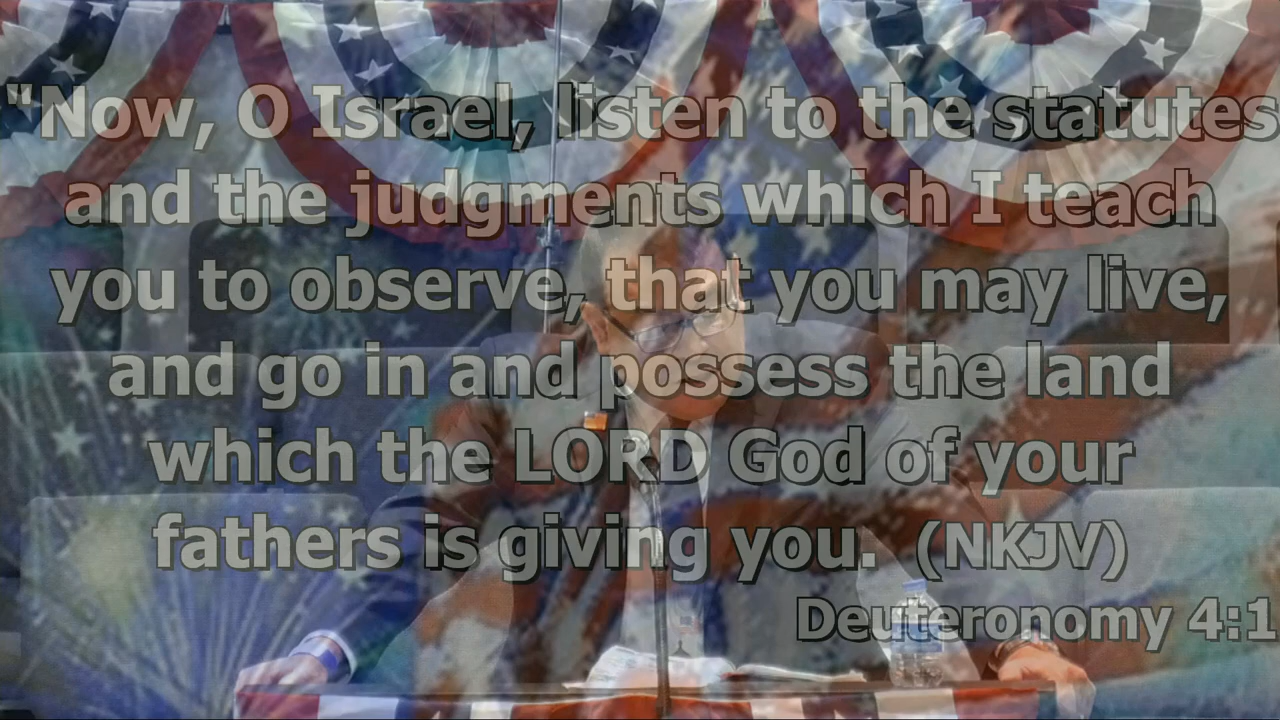 "Now, O Israel, listen to the statutes
and the judgments which I teach
you to observe, that you may live,
and go in and possess the land
which the LORD God of your
fathers is giving you. (NKJV)
Deuteronomy 4:1